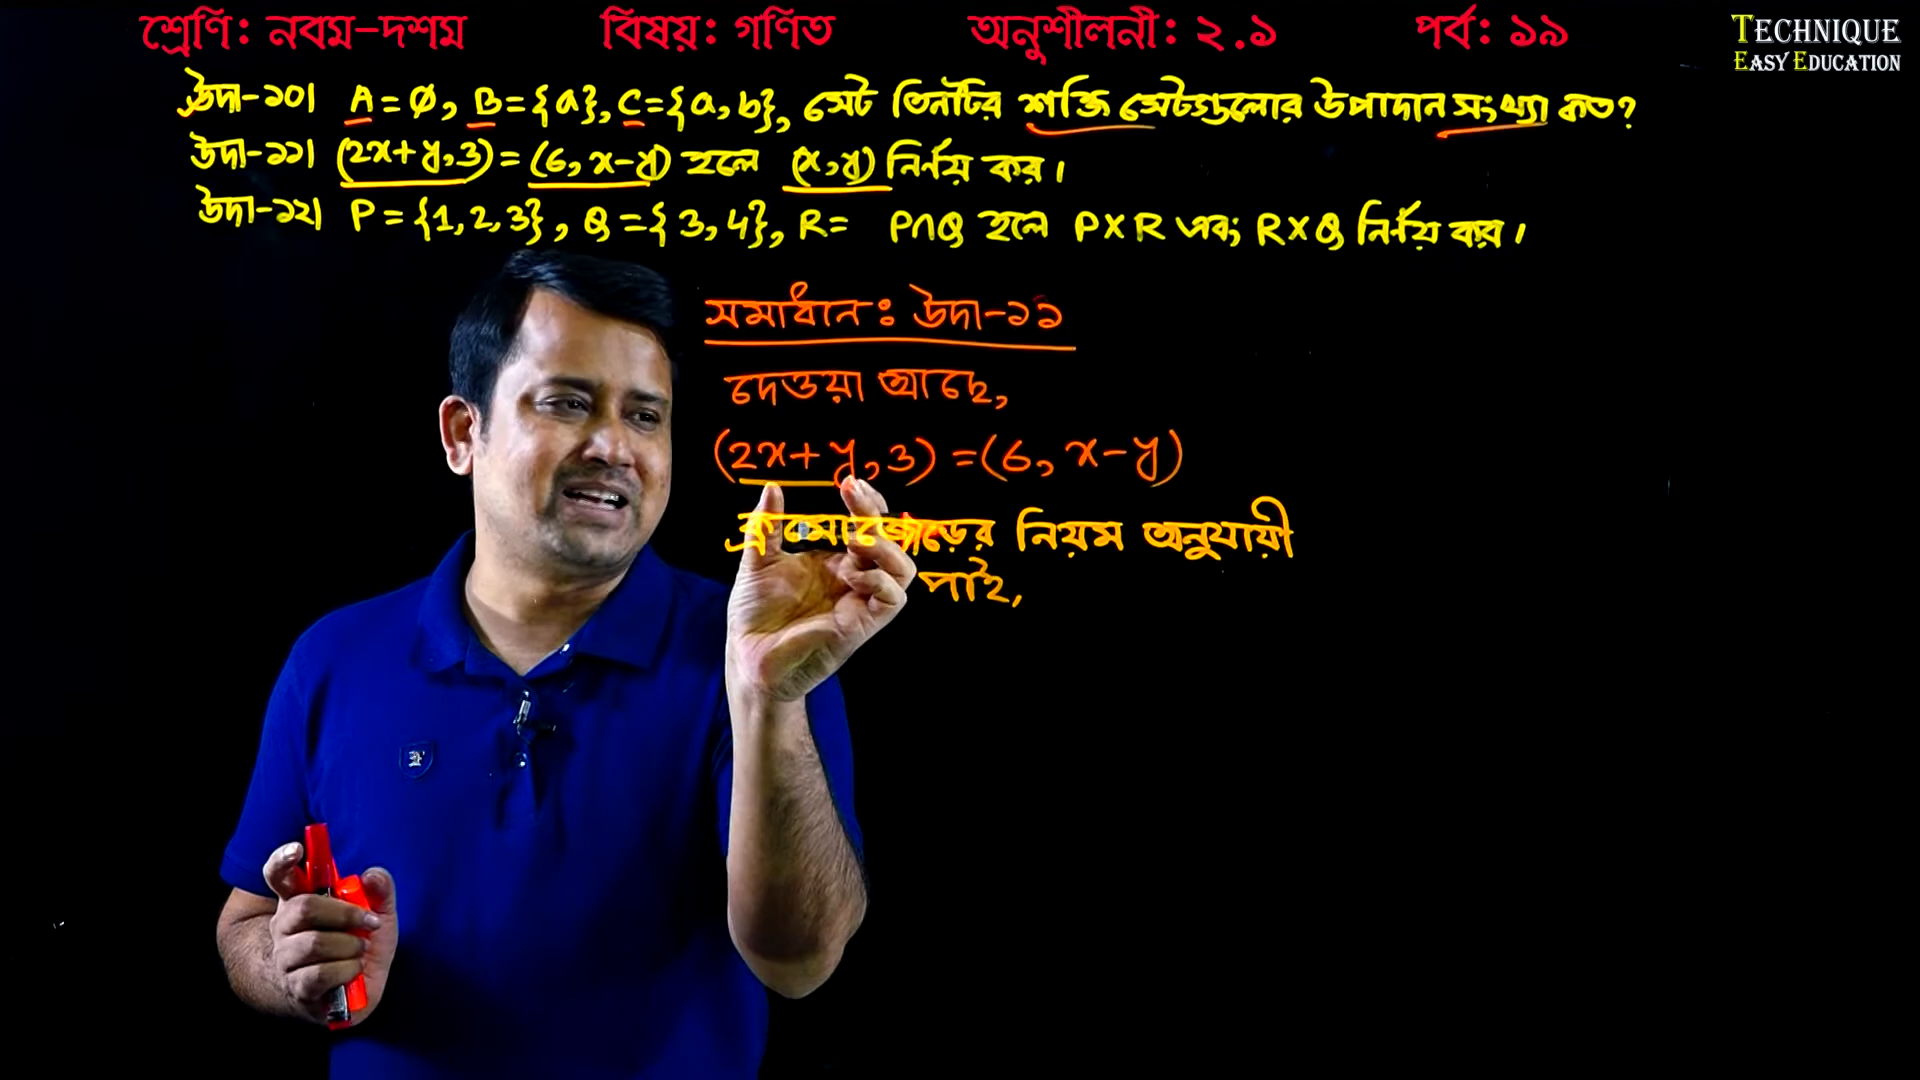 শ্রেণি: নবম-দশম বিষয়: গণিত অনুশীলনী: ২.১ পর্ব: ১৯
TECHNIQUE
EASY EDUCATION
উদা-১০। A = Ø, B = {a}, C = {a, b}, সেট তিনটির শক্তি সেটগুলোর উপাদান সংখ্যা কত?
উদা-১১। (2x+y, 3) = (6, x-y) হলে (x, y) নির্ণয় কর।
উদা-১২। P = {1, 2, 3}, Q = {3, 4}, R = P∩Q হলে P×R এবং R×Q নির্ণয় কর।
সমাধান: উদা-১১
দেওয়া আছে,
(2x+y, 3) = (6, x-y)
ক্রমোজোড়ের নিয়ম অনুযায়ী
পাই,